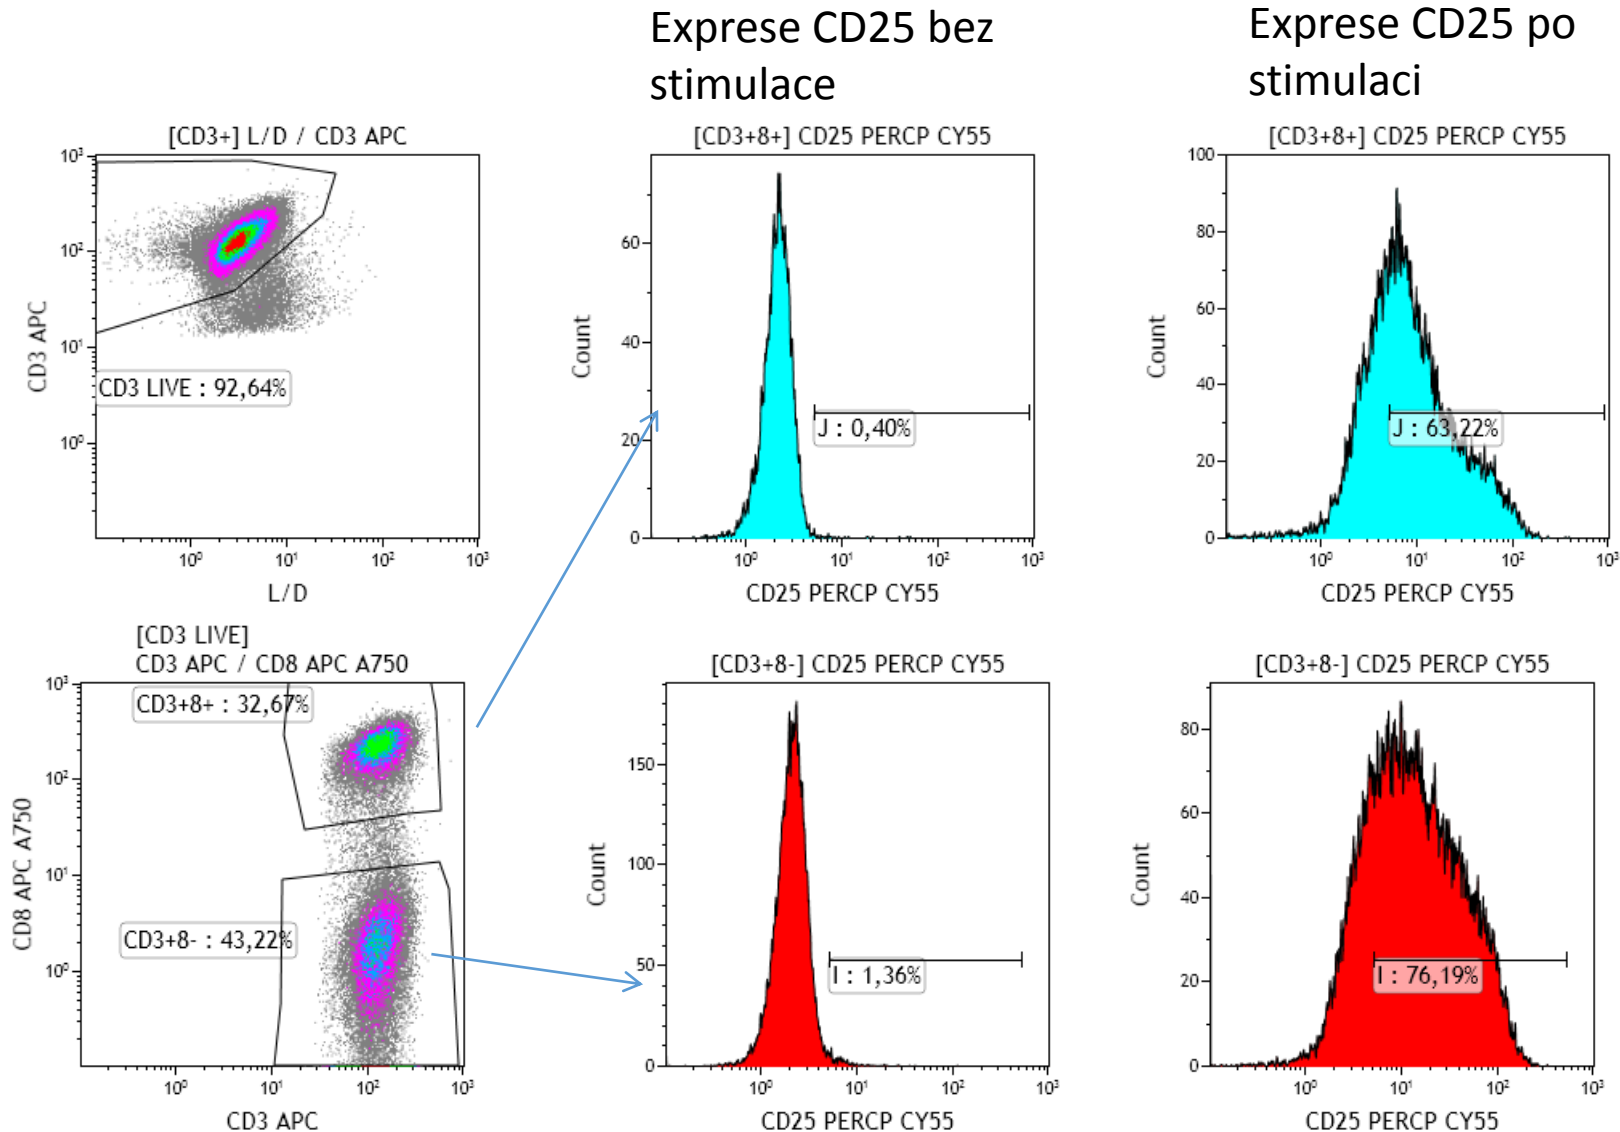 Exprese CD25 bez
stimulace
Exprese CD25 po
stimulaci
[CD3+] L/D / CD3 APC
10³
10²
10¹
10⁰
CD3 APC
CD3 LIVE : 92,64%
10⁰ 10¹ 10² 10³
L/D
[CD3+8+] CD25 PERCP CY55
60
40
20
0
Count
J : 0,40%
10⁰ 10¹ 10² 10³
CD25 PERCP CY55
[CD3+8+] CD25 PERCP CY55
100
80
60
40
20
0
Count
J : 63,22%
10⁰ 10¹ 10² 10³
CD25 PERCP CY55
[CD3 LIVE]
CD3 APC / CD8 APC A750
10³
10²
10¹
10⁰
CD8 APC A750
CD3+8+ : 32,67%
CD3+8- : 43,22%
10⁰ 10¹ 10² 10³
CD3 APC
[CD3+8-] CD25 PERCP CY55
150
100
50
0
Count
I : 1,36%
10⁰ 10¹ 10² 10³
CD25 PERCP CY55
[CD3+8-] CD25 PERCP CY55
80
60
40
20
0
Count
I : 76,19%
10⁰ 10¹ 10² 10³
CD25 PERCP CY55